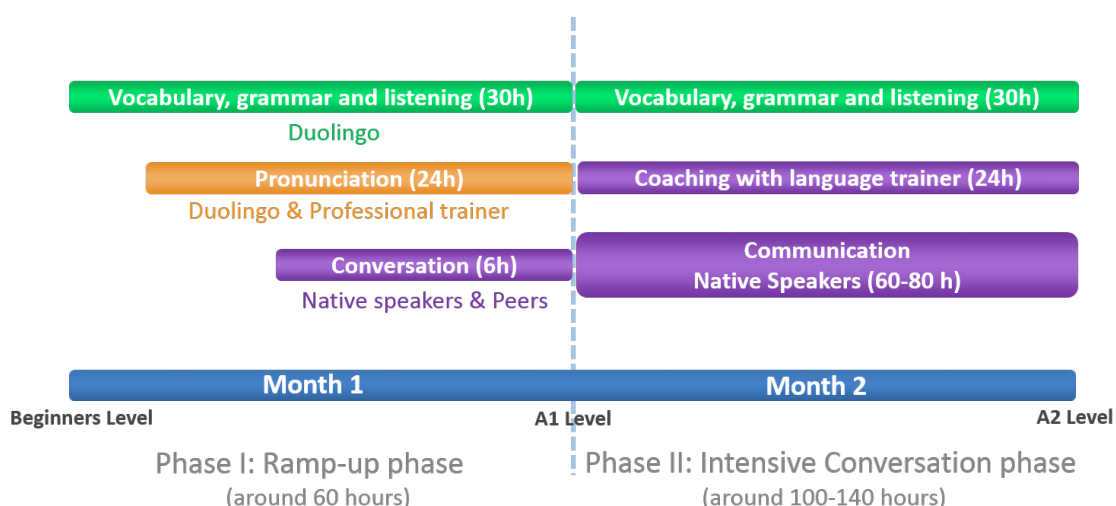 Vocabulary, grammar and listening (30h)
Vocabulary, grammar and listening (30h)
Duolingo
Pronunciation (24h)
Coaching with language trainer (24h)
Duolingo & Professional trainer
Communication
Native Speakers (60-80 h)
Conversation (6h)
Native speakers & Peers
Month 1
Month 2
Beginners Level
A1 Level
A2 Level
Phase I: Ramp-up phase
(around 60 hours)
Phase II: Intensive Conversation phase
(around 100-140 hours)